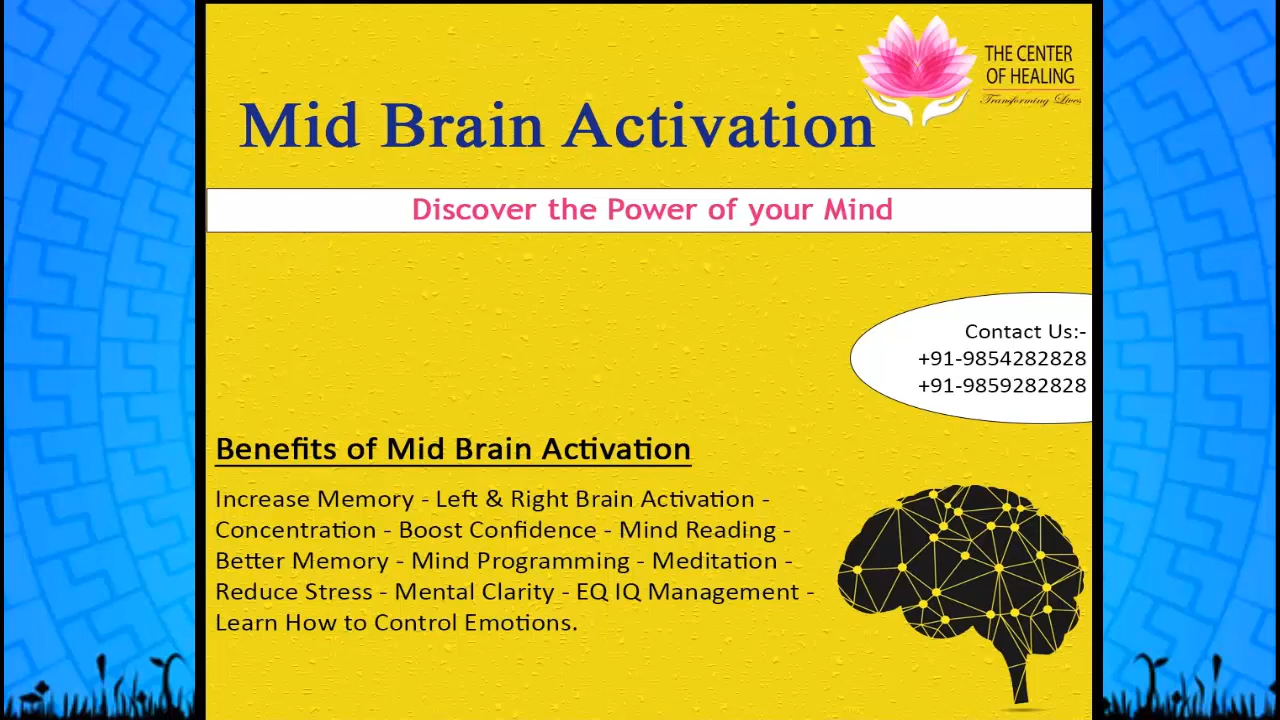 THE CENTER
OF HEALING
Transforming Lives
Mid Brain Activation
Discover the Power of your Mind
Contact Us:-
+91-9854282828
+91-9859282828
Benefits of Mid Brain Activation
Increase Memory - Left & Right Brain Activation -
Concentration - Boost Confidence - Mind Reading -
Better Memory - Mind Programming - Meditation -
Reduce Stress - Mental Clarity - EQ IQ Management -
Learn How to Control Emotions.